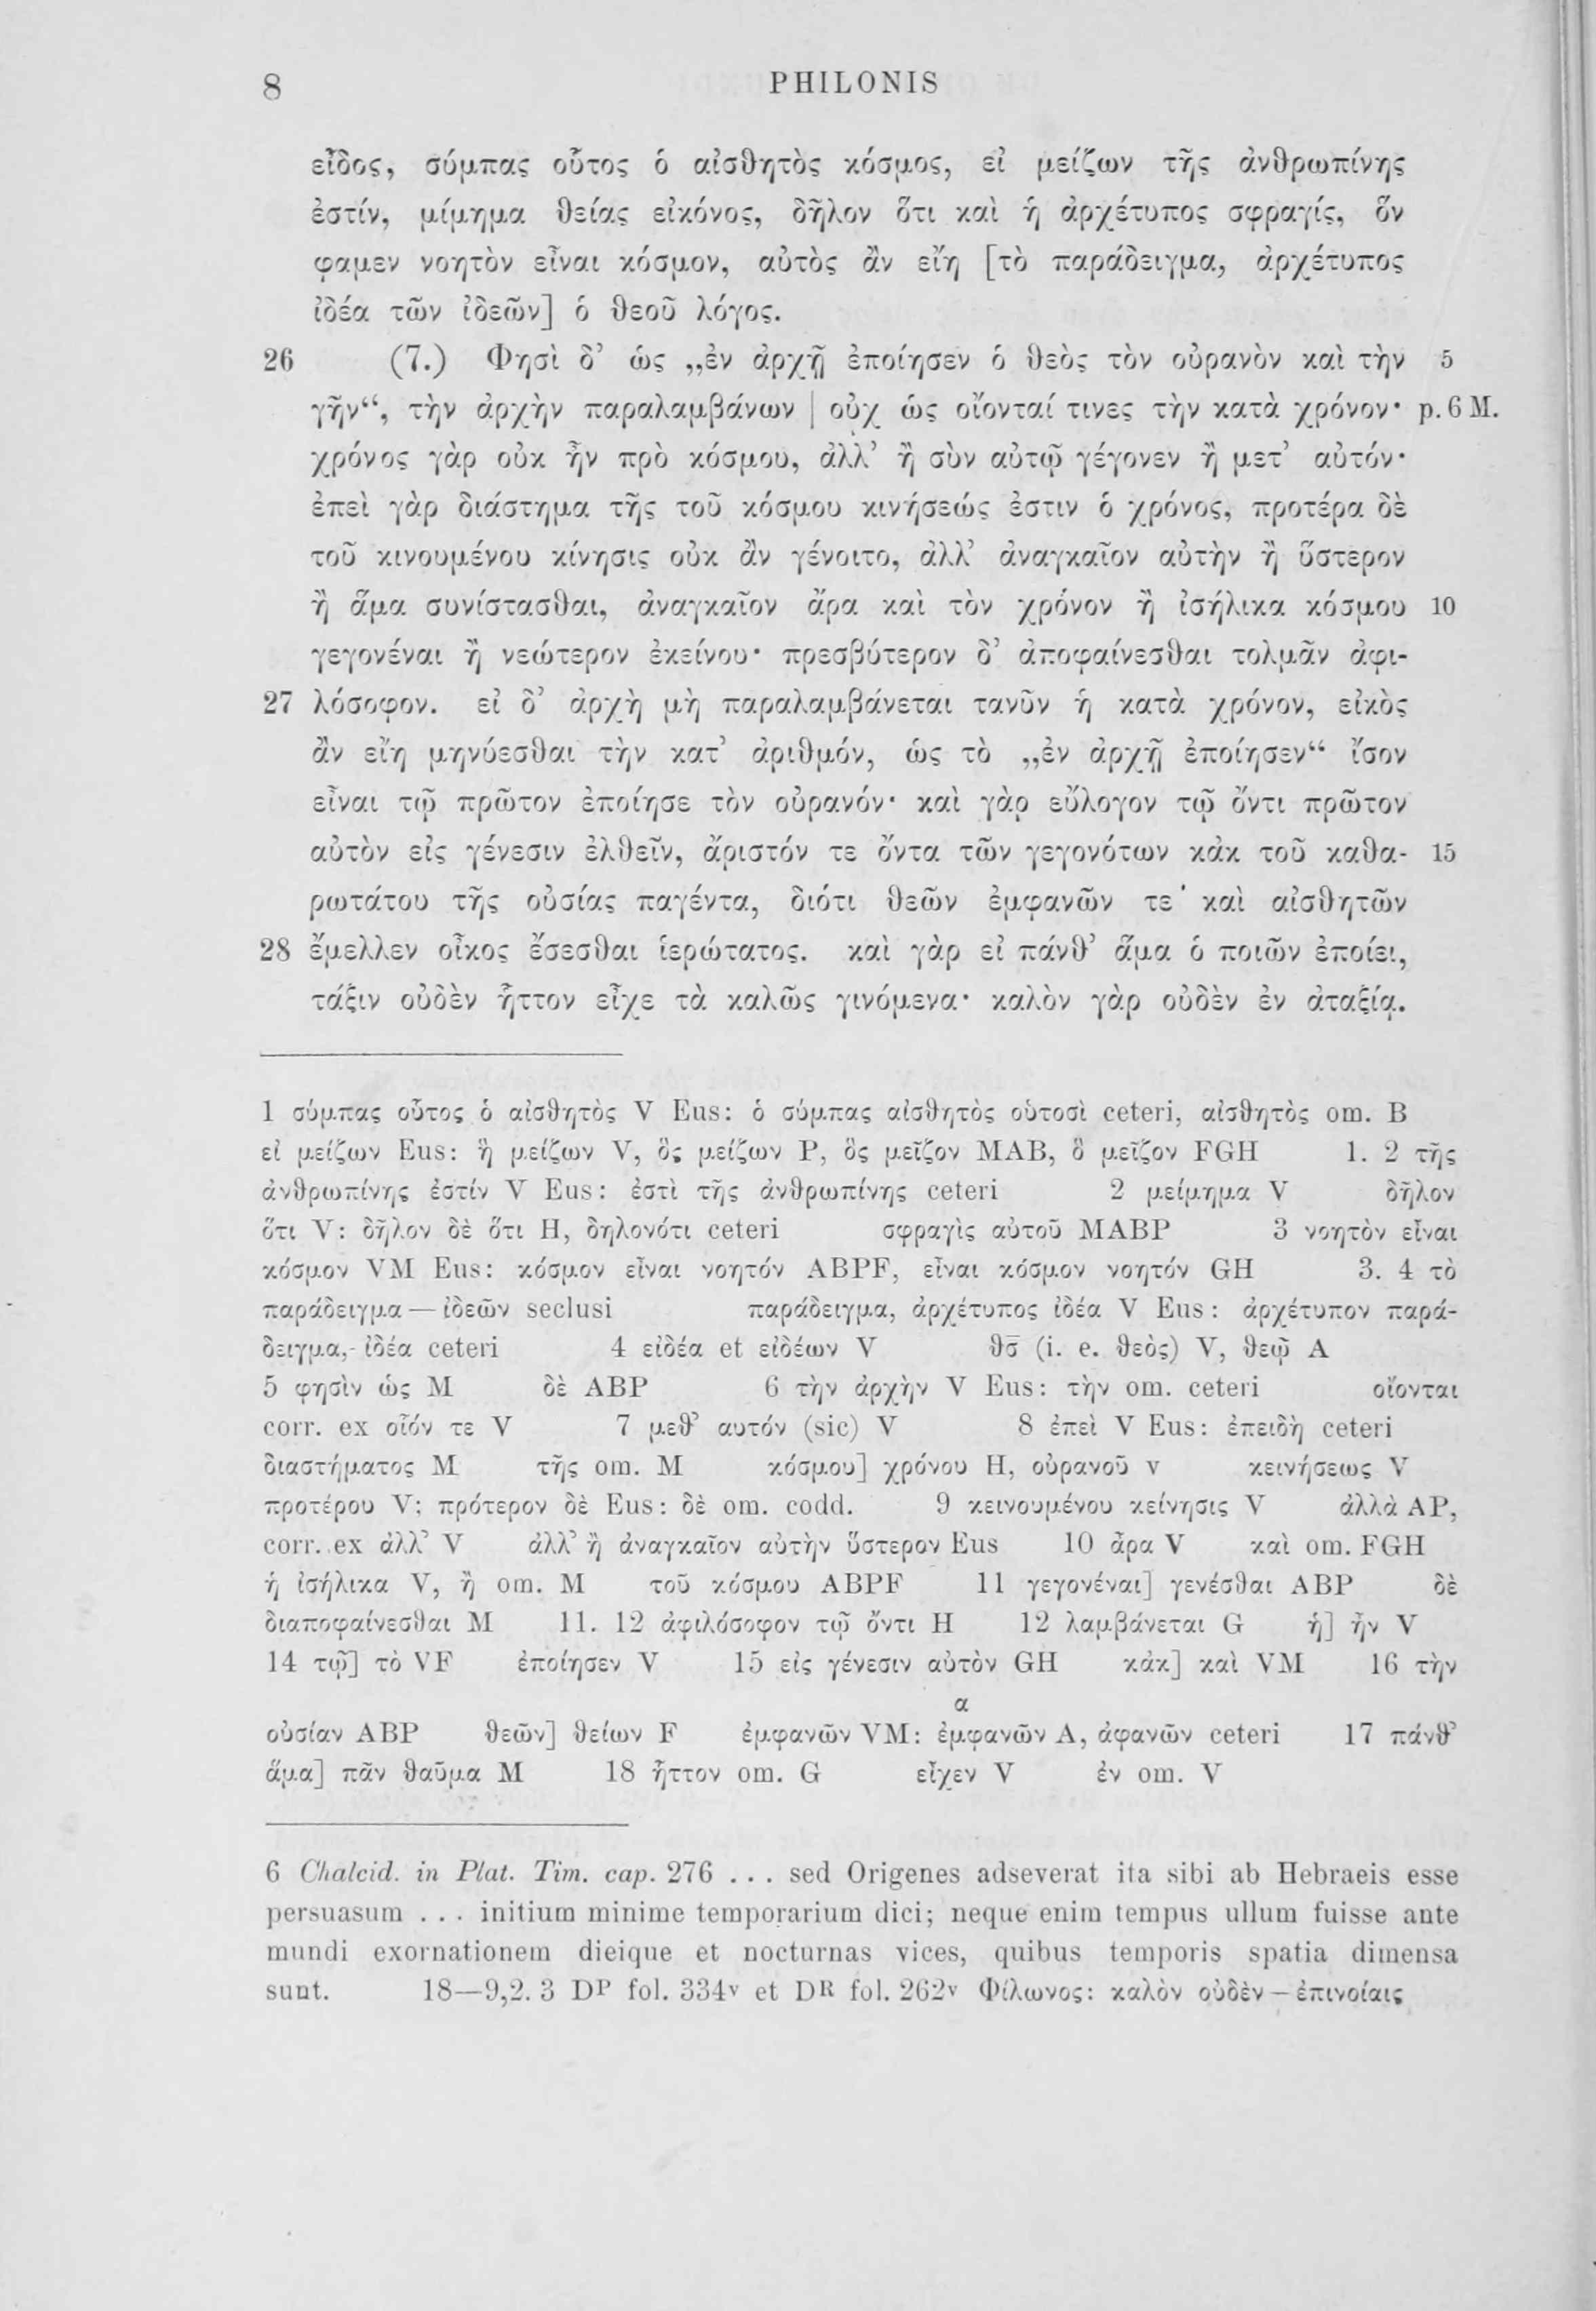 8 PHILONIS
εἶδος, σύμπας οὗτος ὁ αἰσθητὸς κόσμος, εἰ μείζων τῆς ἀνθρωπίνης
ἐστίν, μίμημα θείας εἰκόνος, δῆλον ὅτι καὶ ἡ ἀρχέτυπος σφραγίς, ὅν
φαμεν νοητὸν εἶναι κόσμον, αὐτὸς ἂν εἴη [τὸ παράδειγμα, ἀρχέτυπος
ἰδέα τῶν ἰδεῶν] ὁ θεοῦ λόγος.
26 (7.) Φησὶ δ’ ὡς „ἐν ἀρχῇ ἐποίησεν ὁ θεὸς τὸν οὐρανὸν καὶ τὴν 5
γῆν“, τὴν ἀρχὴν παραλαμβάνων | οὐχ ὡς οἴονταί τινες τὴν κατὰ χρόνον· p. 6 M.
χρόνος γὰρ οὐκ ἦν πρὸ κόσμου, ἀλλ’ ἢ σὺν αὐτῷ γέγονεν ἢ μετ’ αὐτόν·
ἐπεὶ γὰρ διάστημα τῆς τοῦ κόσμου κινήσεώς ἐστιν ὁ χρόνος, προτέρα δὲ
τοῦ κινουμένου κίνησις οὐκ ἂν γένοιτο, ἀλλ’ ἀναγκαῖον αὐτὴν ἢ ὕστερον
ἢ ἅμα συνίστασθαι, ἀναγκαῖον ἄρα καὶ τὸν χρόνον ἢ ἰσήλικα κόσμου 10
γεγονέναι ἢ νεώτερον ἐκείνου· πρεσβύτερον δ’ ἀποφαίνεσθαι τολμᾶν ἀφι-
27 λόσοφον. εἰ δ’ ἀρχὴ μὴ παραλαμβάνεται τανῦν ἡ κατὰ χρόνον, εἰκὸς
ἂν εἴη μηνύεσθαι τὴν κατ’ ἀριθμόν, ὡς τὸ „ἐν ἀρχῇ ἐποίησεν“ ἴσον
εἶναι τῷ πρῶτον ἐποίησε τὸν οὐρανόν· καὶ γὰρ εὔλογον τῷ ὄντι πρῶτον
αὐτὸν εἰς γένεσιν ἐλθεῖν, ἄριστόν τε ὄντα τῶν γεγονότων κἀκ τοῦ καθα- 15
ρωτάτου τῆς οὐσίας παγέντα, διότι θεῶν ἐμφανῶν τε καὶ αἰσθητῶν
28 ἔμελλεν οἶκος ἔσεσθαι ἱερώτατος. καὶ γὰρ εἰ πάνθ’ ἅμα ὁ ποιῶν ἐποίει,
τάξιν οὐδὲν ἧττον εἶχε τὰ καλῶς γινόμενα· καλὸν γὰρ οὐδὲν ἐν ἀταξίᾳ.
1 σύμπας οὗτος ὁ αἰσθητὸς V Eus: ὁ σύμπας αἰσθητὸς οὑτοσὶ ceteri, αἰσθητὸς om. B
εἰ μείζων Eus: ἢ μείζων V, ὃς μείζων P, ὃς μεῖζον MAB, ὃ μεῖζον FGH 1. 2 τῆς
ἀνθρωπίνης ἐστίν V Eus: ἐστὶ τῆς ἀνθρωπίνης ceteri 2 μείμημα V δῆλον
ὅτι V: δῆλον δὲ ὅτι H, δηλονότι ceteri σφραγὶς αὐτοῦ MABP 3 νοητὸν εἶναι
κόσμον VM Eus: κόσμον εἶναι νοητόν ABPF, εἶναι κόσμον νοητόν GH 3. 4 τὸ
παράδειγμα — ἰδεῶν seclusi παράδειγμα, ἀρχέτυπος ἰδέα V Eus: ἀρχέτυπον παρά-
δειγμα, ἰδέα ceteri 4 εἰδέα et εἰδέων V θσ̄ (i. e. θεὸς) V, θεῷ A
5 φησὶν ὡς M δὲ ABP 6 τὴν ἀρχὴν V Eus: τὴν om. ceteri οἴονται
corr. ex οἷόν τε V 7 μεθ’ αυτόν (sic) V 8 ἐπεὶ V Eus: ἐπειδὴ ceteri
διαστήματος M τῆς om. M κόσμου] χρόνου H, οὐρανοῦ v κεινήσεως V
προτέρου V; πρότερον δὲ Eus: δὲ om. codd. 9 κεινουμένου κείνησις V ἀλλὰ AP,
corr. ex ἀλλ’ V ἀλλ’ ἢ ἀναγκαῖον αὐτὴν ὕστερον Eus 10 ἆρα V καὶ om. FGH
ἡ ἰσήλικα V, ἢ om. M τοῦ κόσμου ABPF 11 γεγονέναι] γενέσθαι ABP δὲ
διαποφαίνεσθαι M 11. 12 ἀφιλόσοφον τῷ ὄντι H 12 λαμβάνεται G ἡ] ἦν V
14 τῷ] τὸ VF ἐποίησεν V 15 εἰς γένεσιν αὐτὸν GH κἀκ] καὶ VM 16 τὴν
α
οὐσίαν ABP θεῶν] θείων F ἐμφανῶν VM: ἐμφανῶν A, ἀφανῶν ceteri 17 πάνθ’
ἅμα] πᾶν θαῦμα M 18 ἧττον om. G εἶχεν V ἐν om. V
6 Chalcid. in Plat. Tim. cap. 276 . . . sed Origenes adseverat ita sibi ab Hebraeis esse
persuasum . . . initium minime temporarium dici; neque enim tempus ullum fuisse ante
mundi exornationem dieique et nocturnas vices, quibus temporis spatia dimensa
sunt. 18—9,2. 3 Dᴾ fol. 334ᵛ et Dᴿ fol. 262ᵛ Φίλωνος: καλὸν οὐδὲν — ἐπινοίαις